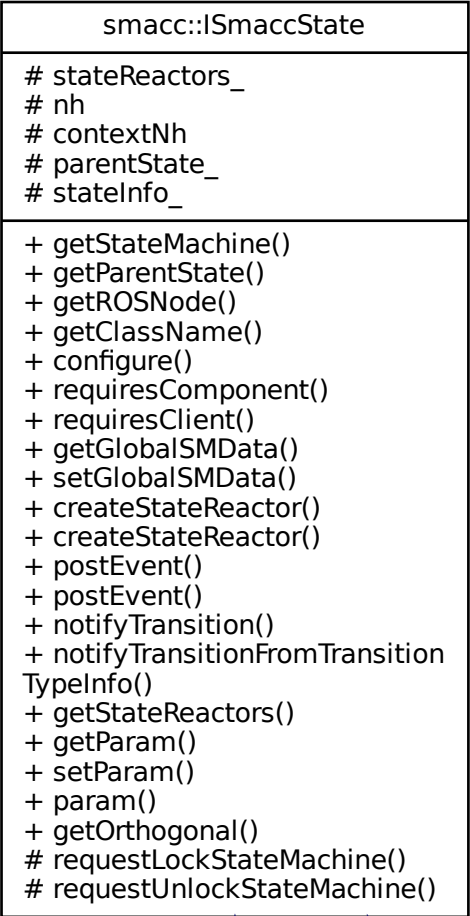 smacc::ISmaccState
# stateReactors_
# nh
# contextNh
# parentState_
# stateInfo_
+ getStateMachine()
+ getParentState()
+ getROSNode()
+ getClassName()
+ configure()
+ requiresComponent()
+ requiresClient()
+ getGlobalSMData()
+ setGlobalSMData()
+ createStateReactor()
+ createStateReactor()
+ postEvent()
+ postEvent()
+ notifyTransition()
+ notifyTransitionFromTransition
TypeInfo()
+ getStateReactors()
+ getParam()
+ setParam()
+ param()
+ getOrthogonal()
# requestLockStateMachine()
# requestUnlockStateMachine()